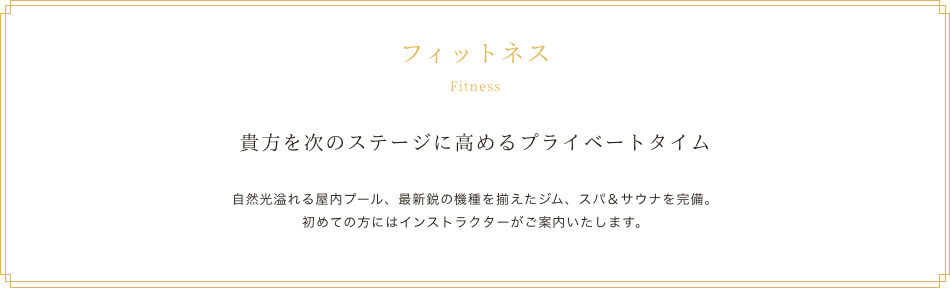 フィットネス
Fitness
貴方を次のステージに高めるプライベートタイム
自然光溢れる屋内プール、最新鋭の機種を揃えたジム、スパ＆サウナを完備。
初めての方にはインストラクターがご案内いたします。